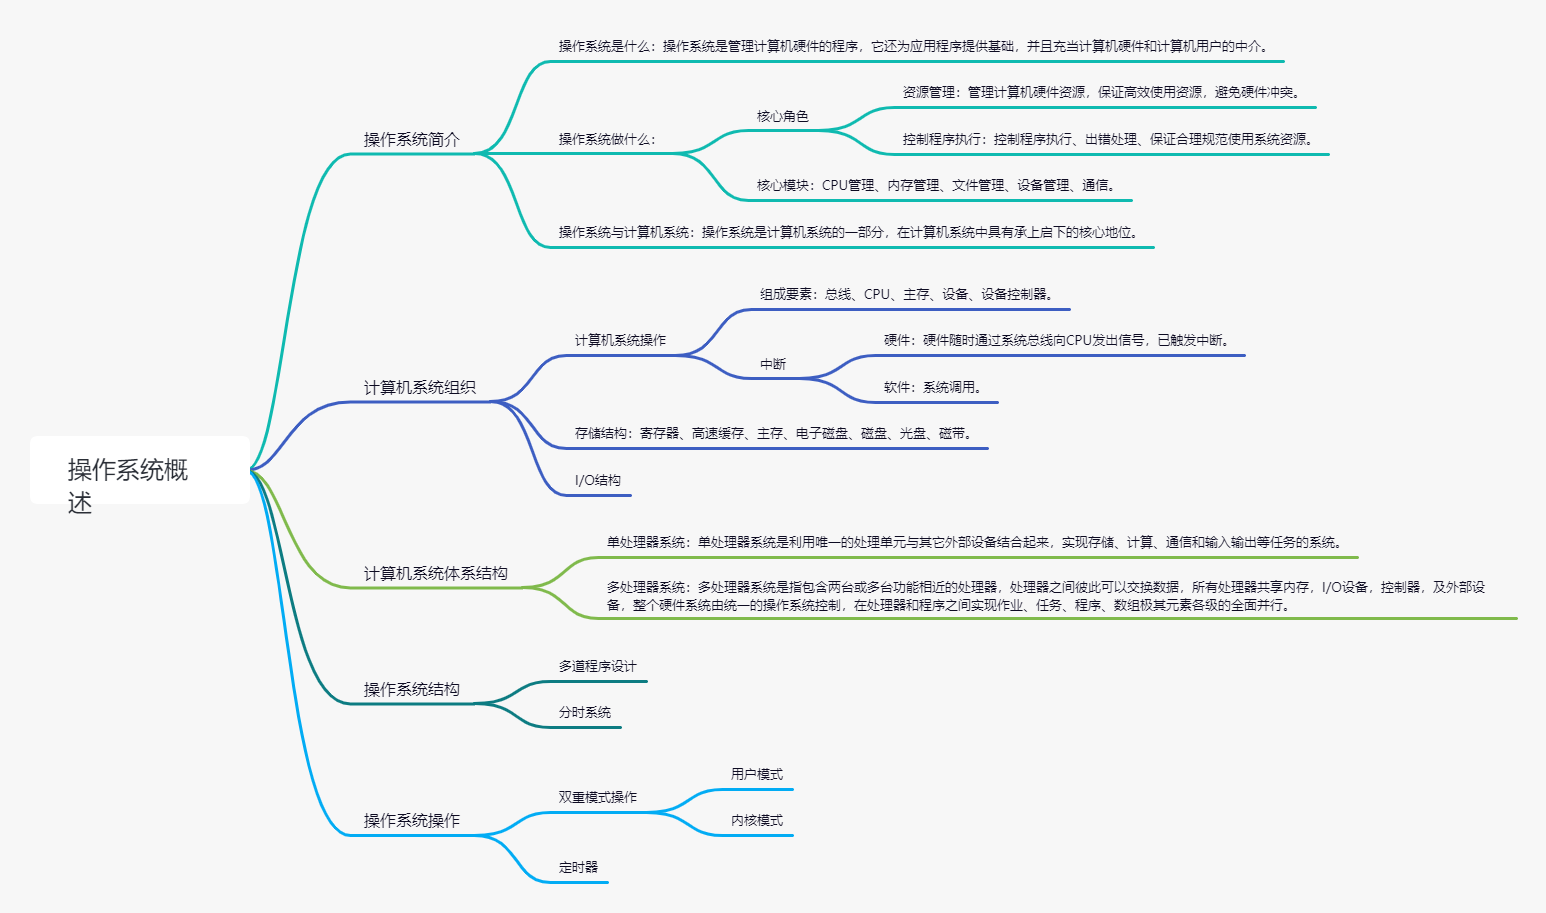 操作系统概
述
操作系统简介
操作系统是什么：操作系统是管理计算机硬件的程序，它还为应用程序提供基础，并且充当计算机硬件和计算机用户的中介。
操作系统做什么：
核心角色
资源管理：管理计算机硬件资源，保证高效使用资源，避免硬件冲突。
控制程序执行：控制程序执行、出错处理、保证合理规范使用系统资源。
核心模块：CPU管理、内存管理、文件管理、设备管理、通信。
操作系统与计算机系统：操作系统是计算机系统的一部分，在计算机系统中具有承上启下的核心地位。
计算机系统组织
计算机系统操作
组成要素：总线、CPU、主存、设备、设备控制器。
中断
硬件：硬件随时通过系统总线向CPU发出信号，已触发中断。
软件：系统调用。
存储结构：寄存器、高速缓存、主存、电子磁盘、磁盘、光盘、磁带。
I/O结构
计算机系统体系结构
单处理器系统：单处理器系统是利用唯一的处理单元与其它外部设备结合起来，实现存储、计算、通信和输入输出等任务的系统。
多处理器系统：多处理器系统是指包含两台或多台功能相近的处理器，处理器之间彼此可以交换数据，所有处理器共享内存，I/O设备，控制器，及外部设
备，整个硬件系统由统一的操作系统控制，在处理器和程序之间实现作业、任务、程序、数组极其元素各级的全面并行。
操作系统结构
多道程序设计
分时系统
操作系统操作
双重模式操作
用户模式
内核模式
定时器